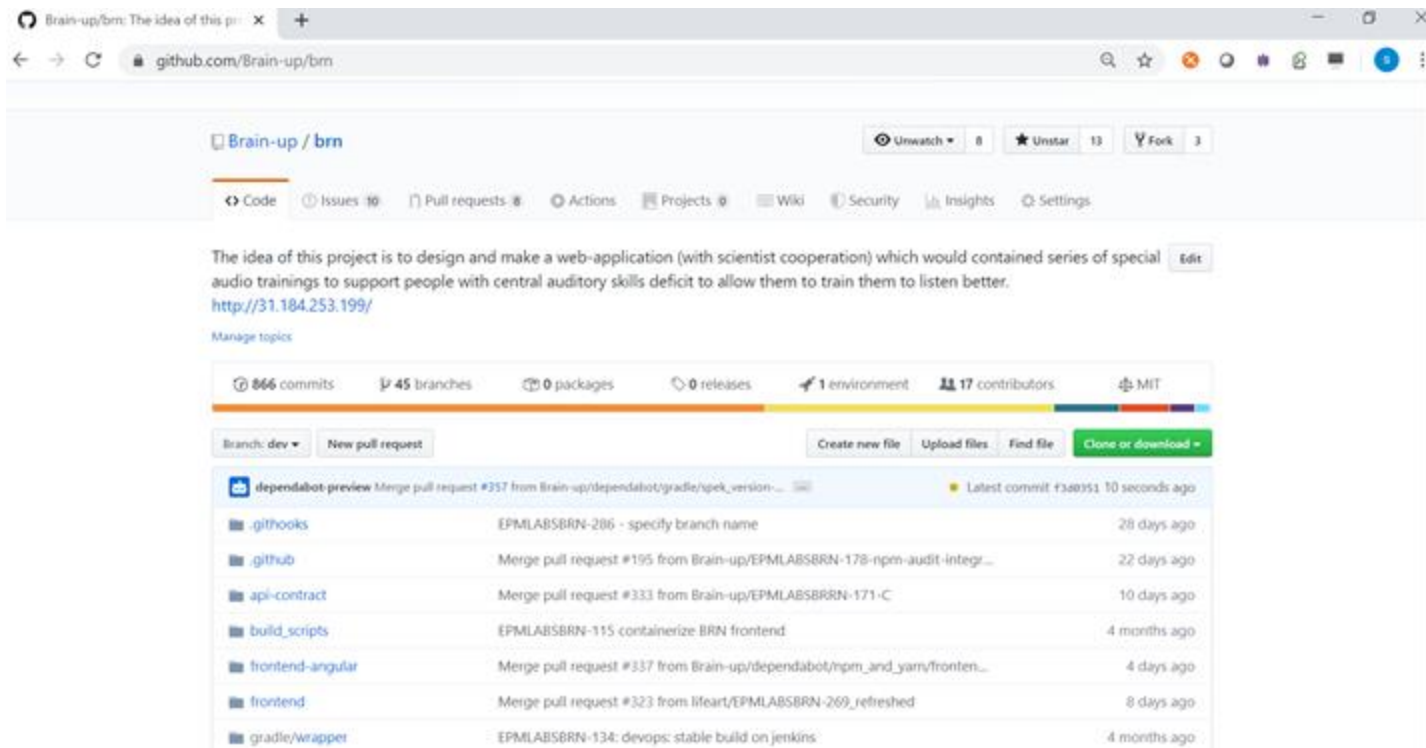 Brain-up/brn: The idea of this pr
github.com/Brain-up/brn
Brain-up / brn
Unwatch 8 Unstar 13 Fork 3
Code Issues 10 Pull requests 8 Actions Projects 0 Wiki Security Insights Settings
The idea of this project is to design and make a web-application (with scientist cooperation) which would contained series of special Edit
audio trainings to support people with central auditory skills deficit to allow them to train them to listen better.
http://31.184.253.199/
Manage topics
866 commits 45 branches 0 packages 0 releases 1 environment 17 contributors MIT
Branch: dev New pull request Create new file Upload files Find file Clone or download
dependabot-preview Merge pull request #357 from Brain-up/dependabot/gradle/spek_version-... Latest commit f3a0351 10 seconds ago
.githooks EPMLABSBRN-286 - specify branch name 28 days ago
.github Merge pull request #195 from Brain-up/EPMLABSBRN-178-npm-audit-integr... 22 days ago
api-contract Merge pull request #333 from Brain-up/EPMLABSBRRN-171-C 10 days ago
build_scripts EPMLABSBRN-115 containerize BRN frontend 4 months ago
frontend-angular Merge pull request #337 from Brain-up/dependabot/npm_and_yarn/fronten... 4 days ago
frontend Merge pull request #323 from lifeart/EPMLABSBRN-269_refreshed 8 days ago
gradle/wrapper EPMLABSBRN-134: devops: stable build on jenkins 4 months ago